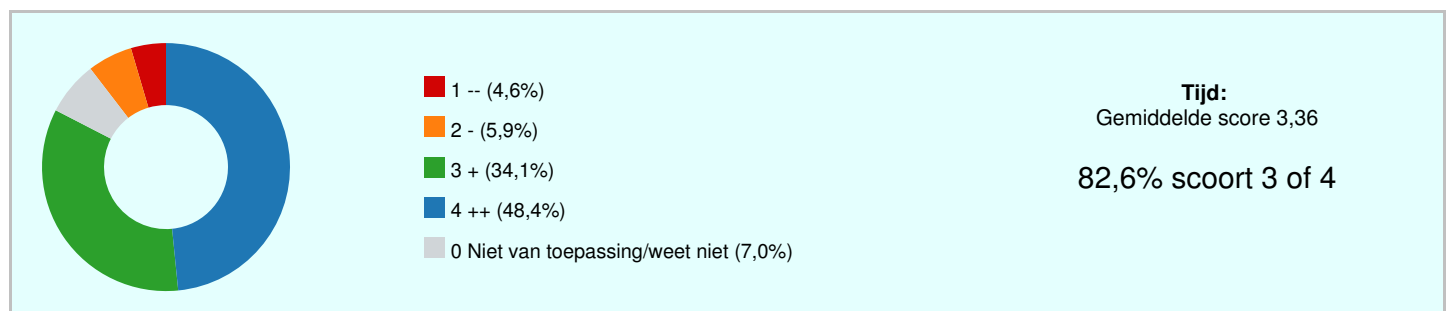 1 -- (4,6%)
2 - (5,9%)
3 + (34,1%)
4 ++ (48,4%)
0 Niet van toepassing/weet niet (7,0%)
Tijd:
Gemiddelde score 3,36
82,6% scoort 3 of 4